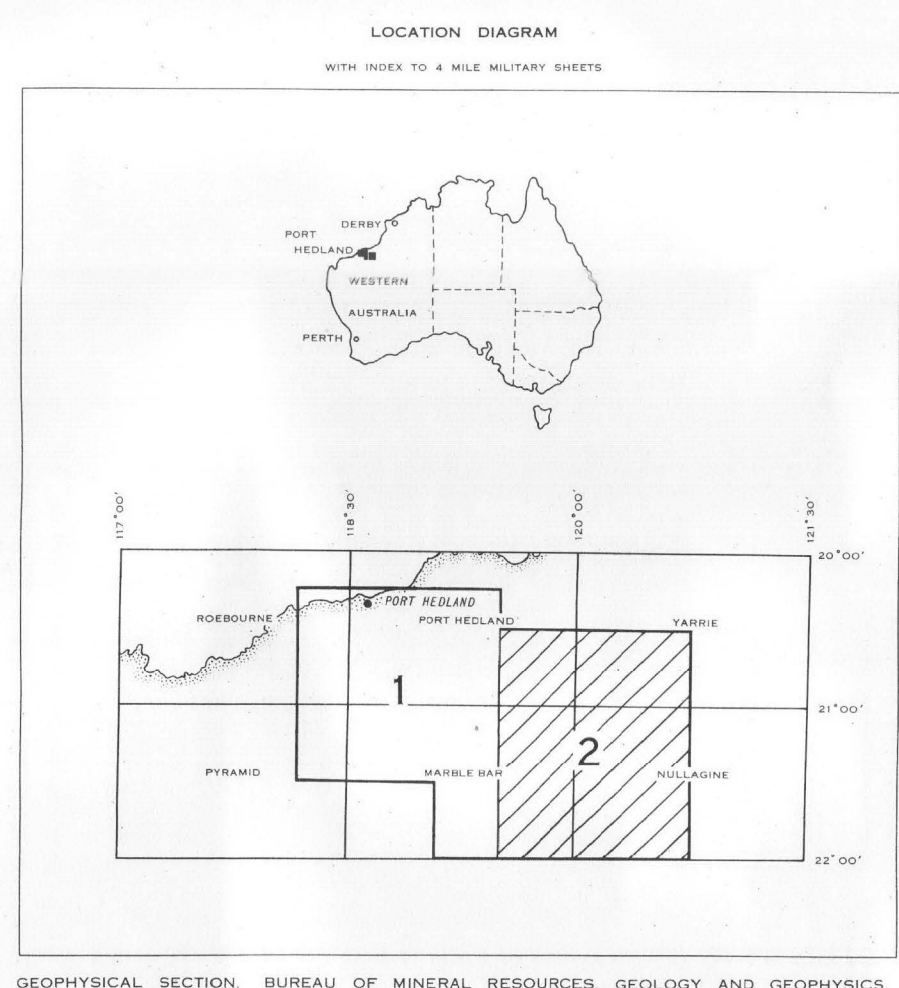 LOCATION DIAGRAM
WITH INDEX TO 4 MILE MILITARY SHEETS
DERBY
PORT
HEDLAND
WESTERN
AUSTRALIA
PERTH
117°00′
118°30′
120°00′
121°30′
20°00′
PORT HEDLAND
ROEBOURNE
PORT HEDLAND
YARRIE
1
21°00′
2
PYRAMID
MARBLE BAR
NULLAGINE
22°00′
GEOPHYSICAL SECTION, BUREAU OF MINERAL RESOURCES, GEOLOGY AND GEOPHYSICS